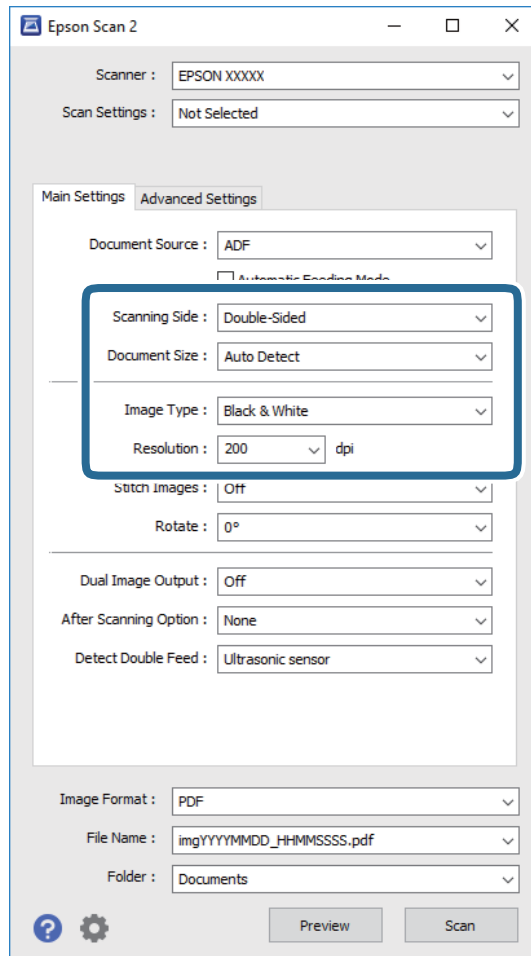 Epson Scan 2
Scanner : EPSON XXXXX
Scan Settings : Not Selected
Main Settings Advanced Settings
Document Source : ADF
Automatic Feeding Mode
Scanning Side : Double-Sided
Document Size : Auto Detect
Image Type : Black & White
Resolution : 200 dpi
Stitch Images : Off
Rotate : 0°
Dual Image Output : Off
After Scanning Option : None
Detect Double Feed : Ultrasonic sensor
Image Format : PDF
File Name : imgYYYYMMDD_HHMMSSSS.pdf
Folder : Documents
? Preview Scan